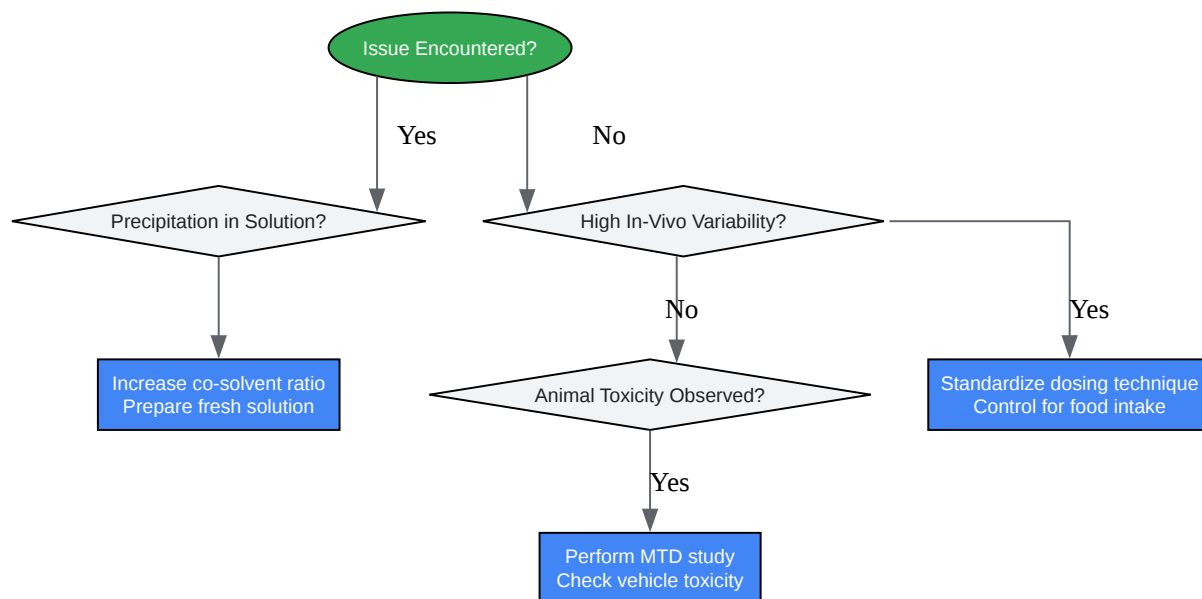 Issue Encountered?
Yes
No
Precipitation in Solution?
High In-Vivo Variability?
No
Yes
Increase co-solvent ratio
Prepare fresh solution
Animal Toxicity Observed?
Standardize dosing technique
Control for food intake
Yes
Perform MTD study
Check vehicle toxicity